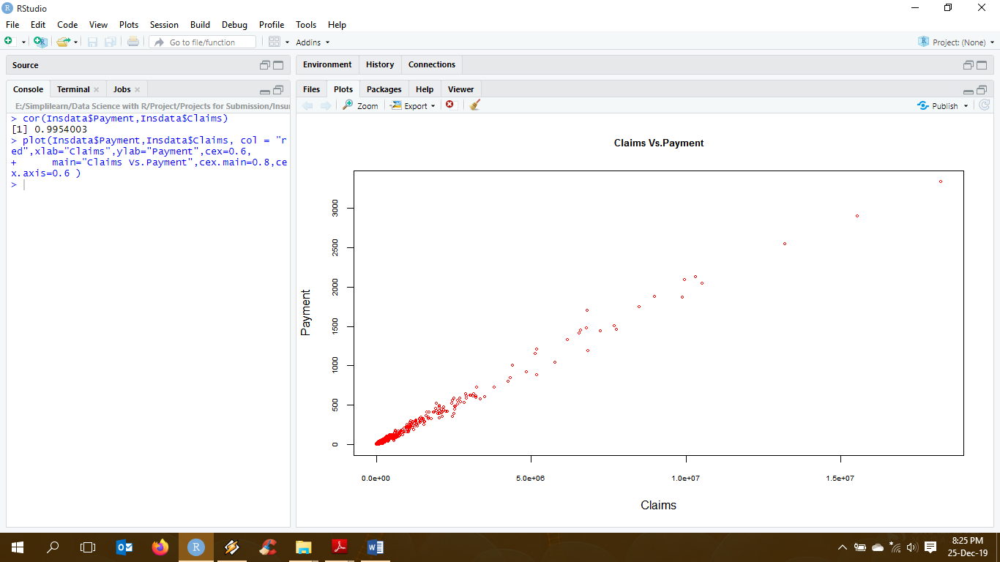 RStudio
File Edit Code View Plots Session Build Debug Profile Tools Help
Go to file/function Addins Project: (None)
Source
Console Terminal Jobs
E:/Simplilearn/Data Science with R/Project/Projects for Submission/Insu
> cor(Insdata$Payment,Insdata$Claims)
[1] 0.9954003
> plot(Insdata$Payment,Insdata$Claims, col = "r
ed",xlab="Claims",ylab="Payment",cex=0.6,
+ main="Claims Vs.Payment",cex.main=0.8,ce
x.axis=0.6 )
>
Environment History Connections
Files Plots Packages Help Viewer
Zoom Export Publish
Claims Vs.Payment
Payment
3000
2500
2000
1500
1000
500
0
0.0e+00 5.0e+06 1.0e+07 1.5e+07
Claims
8:25 PM
25-Dec-19